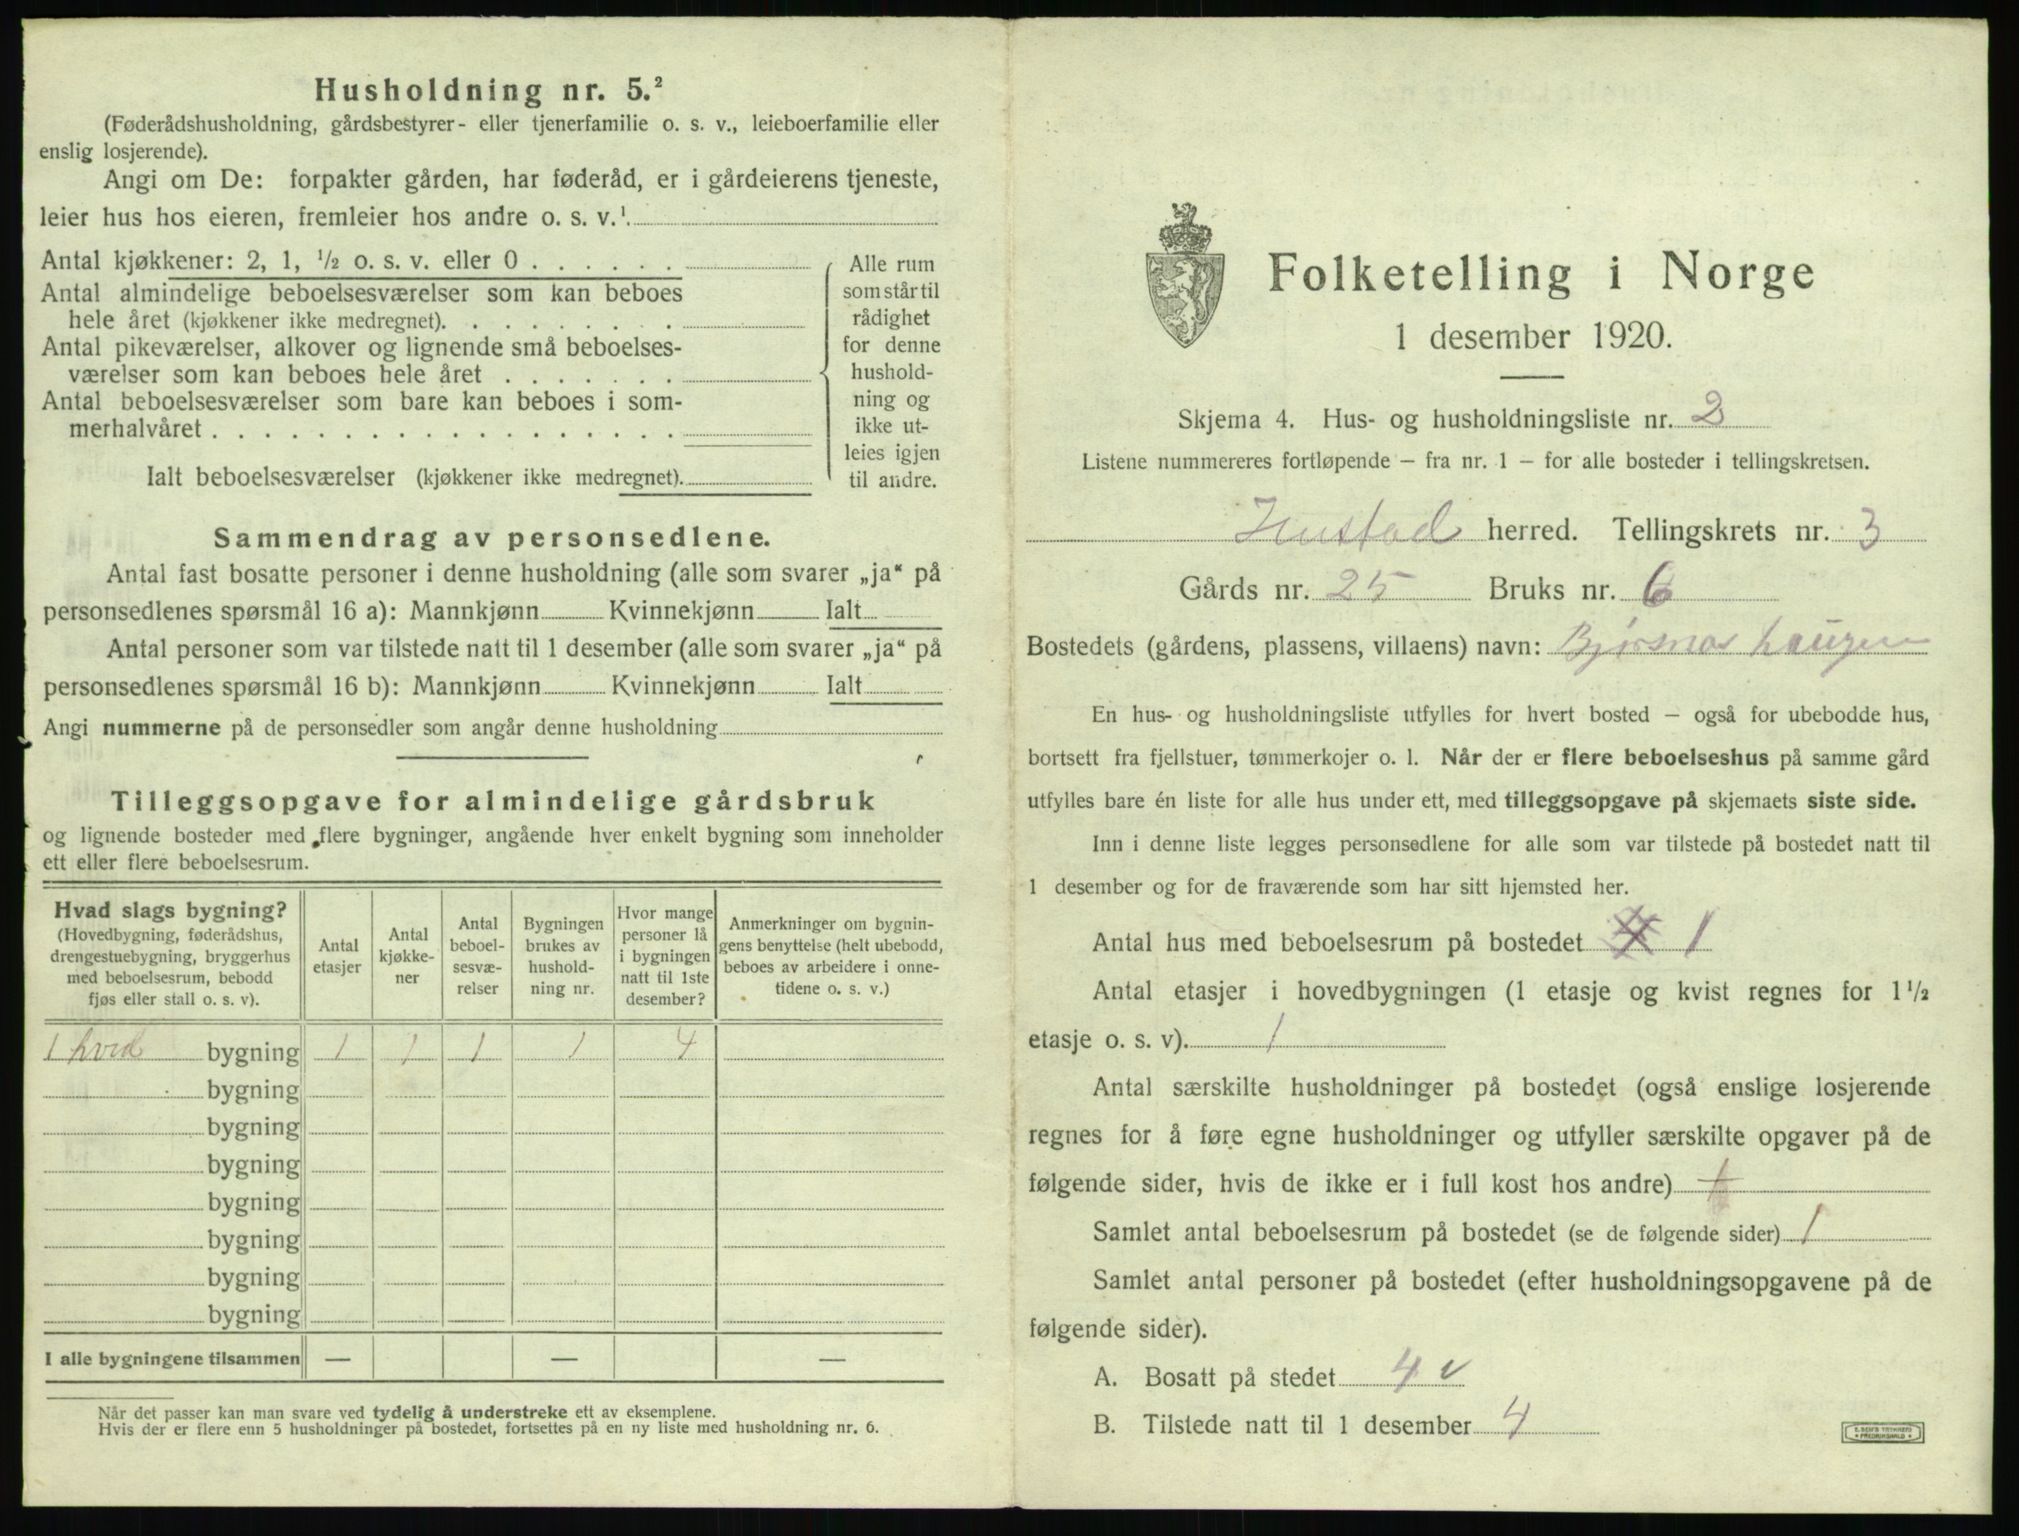 Husholdning nr. 5.²
(Føderådshusholdning, gårdsbestyrer- eller tjenerfamilie o. s. v., leieboerfamilie eller
enslig losjerende).
Angi om De: forpakter gården, har føderåd, er i gårdeierens tjeneste,
leier hus hos eieren, fremleier hos andre o. s. v.¹
Antal kjøkkener: 2, 1, ½ o. s. v. eller 0
Antal almindelige beboelsesværelser som kan beboes
hele året (kjøkkener ikke medregnet)
Antal pikeværelser, alkover og lignende små beboelses-
værelser som kan beboes hele året
Antal beboelsesværelser som bare kan beboes i som-
merhalvåret
Ialt beboelsesværelser (kjøkkener ikke medregnet)
Alle rum
som står til
rådighet
for denne
hushold-
ning og
ikke ut-
leies igjen
til andre.
Sammendrag av personsedlene.
Antal fast bosatte personer i denne husholdning (alle som svarer „ja“ på
personsedlenes spørsmål 16 a): Mannkjønn Kvinnekjønn Ialt
Antal personer som var tilstede natt til 1 desember (alle som svarer „ja“ på
personsedlenes spørsmål 16 b): Mannkjønn Kvinnekjønn Ialt
Angi nummerne på de personsedler som angår denne husholdning
Tilleggsopgave for almindelige gårdsbruk
og lignende bosteder med flere bygninger, angående hver enkelt bygning som inneholder
ett eller flere beboelsesrum.
Hvad slags bygning?
(Hovedbygning, føderådshus,
drengestuebygning, bryggerhus
med beboelsesrum, bebodd
fjøs eller stall o. s. v).
Antal
etasjer
Antal
kjøkke-
ner
Antal
beboel-
sesvæ-
relser
Bygningen
brukes av
hushold-
ning nr.
Hvor mange
personer lå
i bygningen
natt til 1ste
desember?
Anmerkninger om bygnin-
gens benyttelse (helt ubebodd,
beboes av arbeidere i onne-
tidene o. s. v.)
1 hvid bygning 1 1 1 1 4
bygning
bygning
bygning
bygning
bygning
bygning
bygning
I alle bygningene tilsammen — — —
Når det passer kan man svare ved tydelig å understreke ett av eksemplene.
Hvis der er flere enn 5 husholdninger på bostedet, fortsettes på en ny liste med husholdning nr. 6.
Folketelling i Norge
1 desember 1920.
Skjema 4. Hus- og husholdningsliste nr. 2
Listene nummereres fortløpende – fra nr. 1 – for alle bosteder i tellingskretsen.
Hustad herred. Tellingskrets nr. 3
Gårds nr. 25 Bruks nr. 6
Bostedets (gårdens, plassens, villaens) navn: Bjørsnos haugen
En hus- og husholdningsliste utfylles for hvert bosted – også for ubebodde hus,
bortsett fra fjellstuer, tømmerkojer o. l. Når der er flere beboelseshus på samme gård
utfylles bare én liste for alle hus under ett, med tilleggsopgave på skjemaets siste side.
Inn i denne liste legges personsedlene for alle som var tilstede på bostedet natt til
1 desember og for de fraværende som har sitt hjemsted her.
Antal hus med beboelsesrum på bostedet 1
Antal etasjer i hovedbygningen (1 etasje og kvist regnes for 1½
etasje o. s. v). 1
Antal særskilte husholdninger på bostedet (også enslige losjerende
regnes for å føre egne husholdninger og utfyller særskilte opgaver på de
følgende sider, hvis de ikke er i full kost hos andre) 1
Samlet antal beboelsesrum på bostedet (se de følgende sider) 1
Samlet antal personer på bostedet (efter husholdningsopgavene på de
følgende sider).
A. Bosatt på stedet 4 v
B. Tilstede natt til 1 desember 4